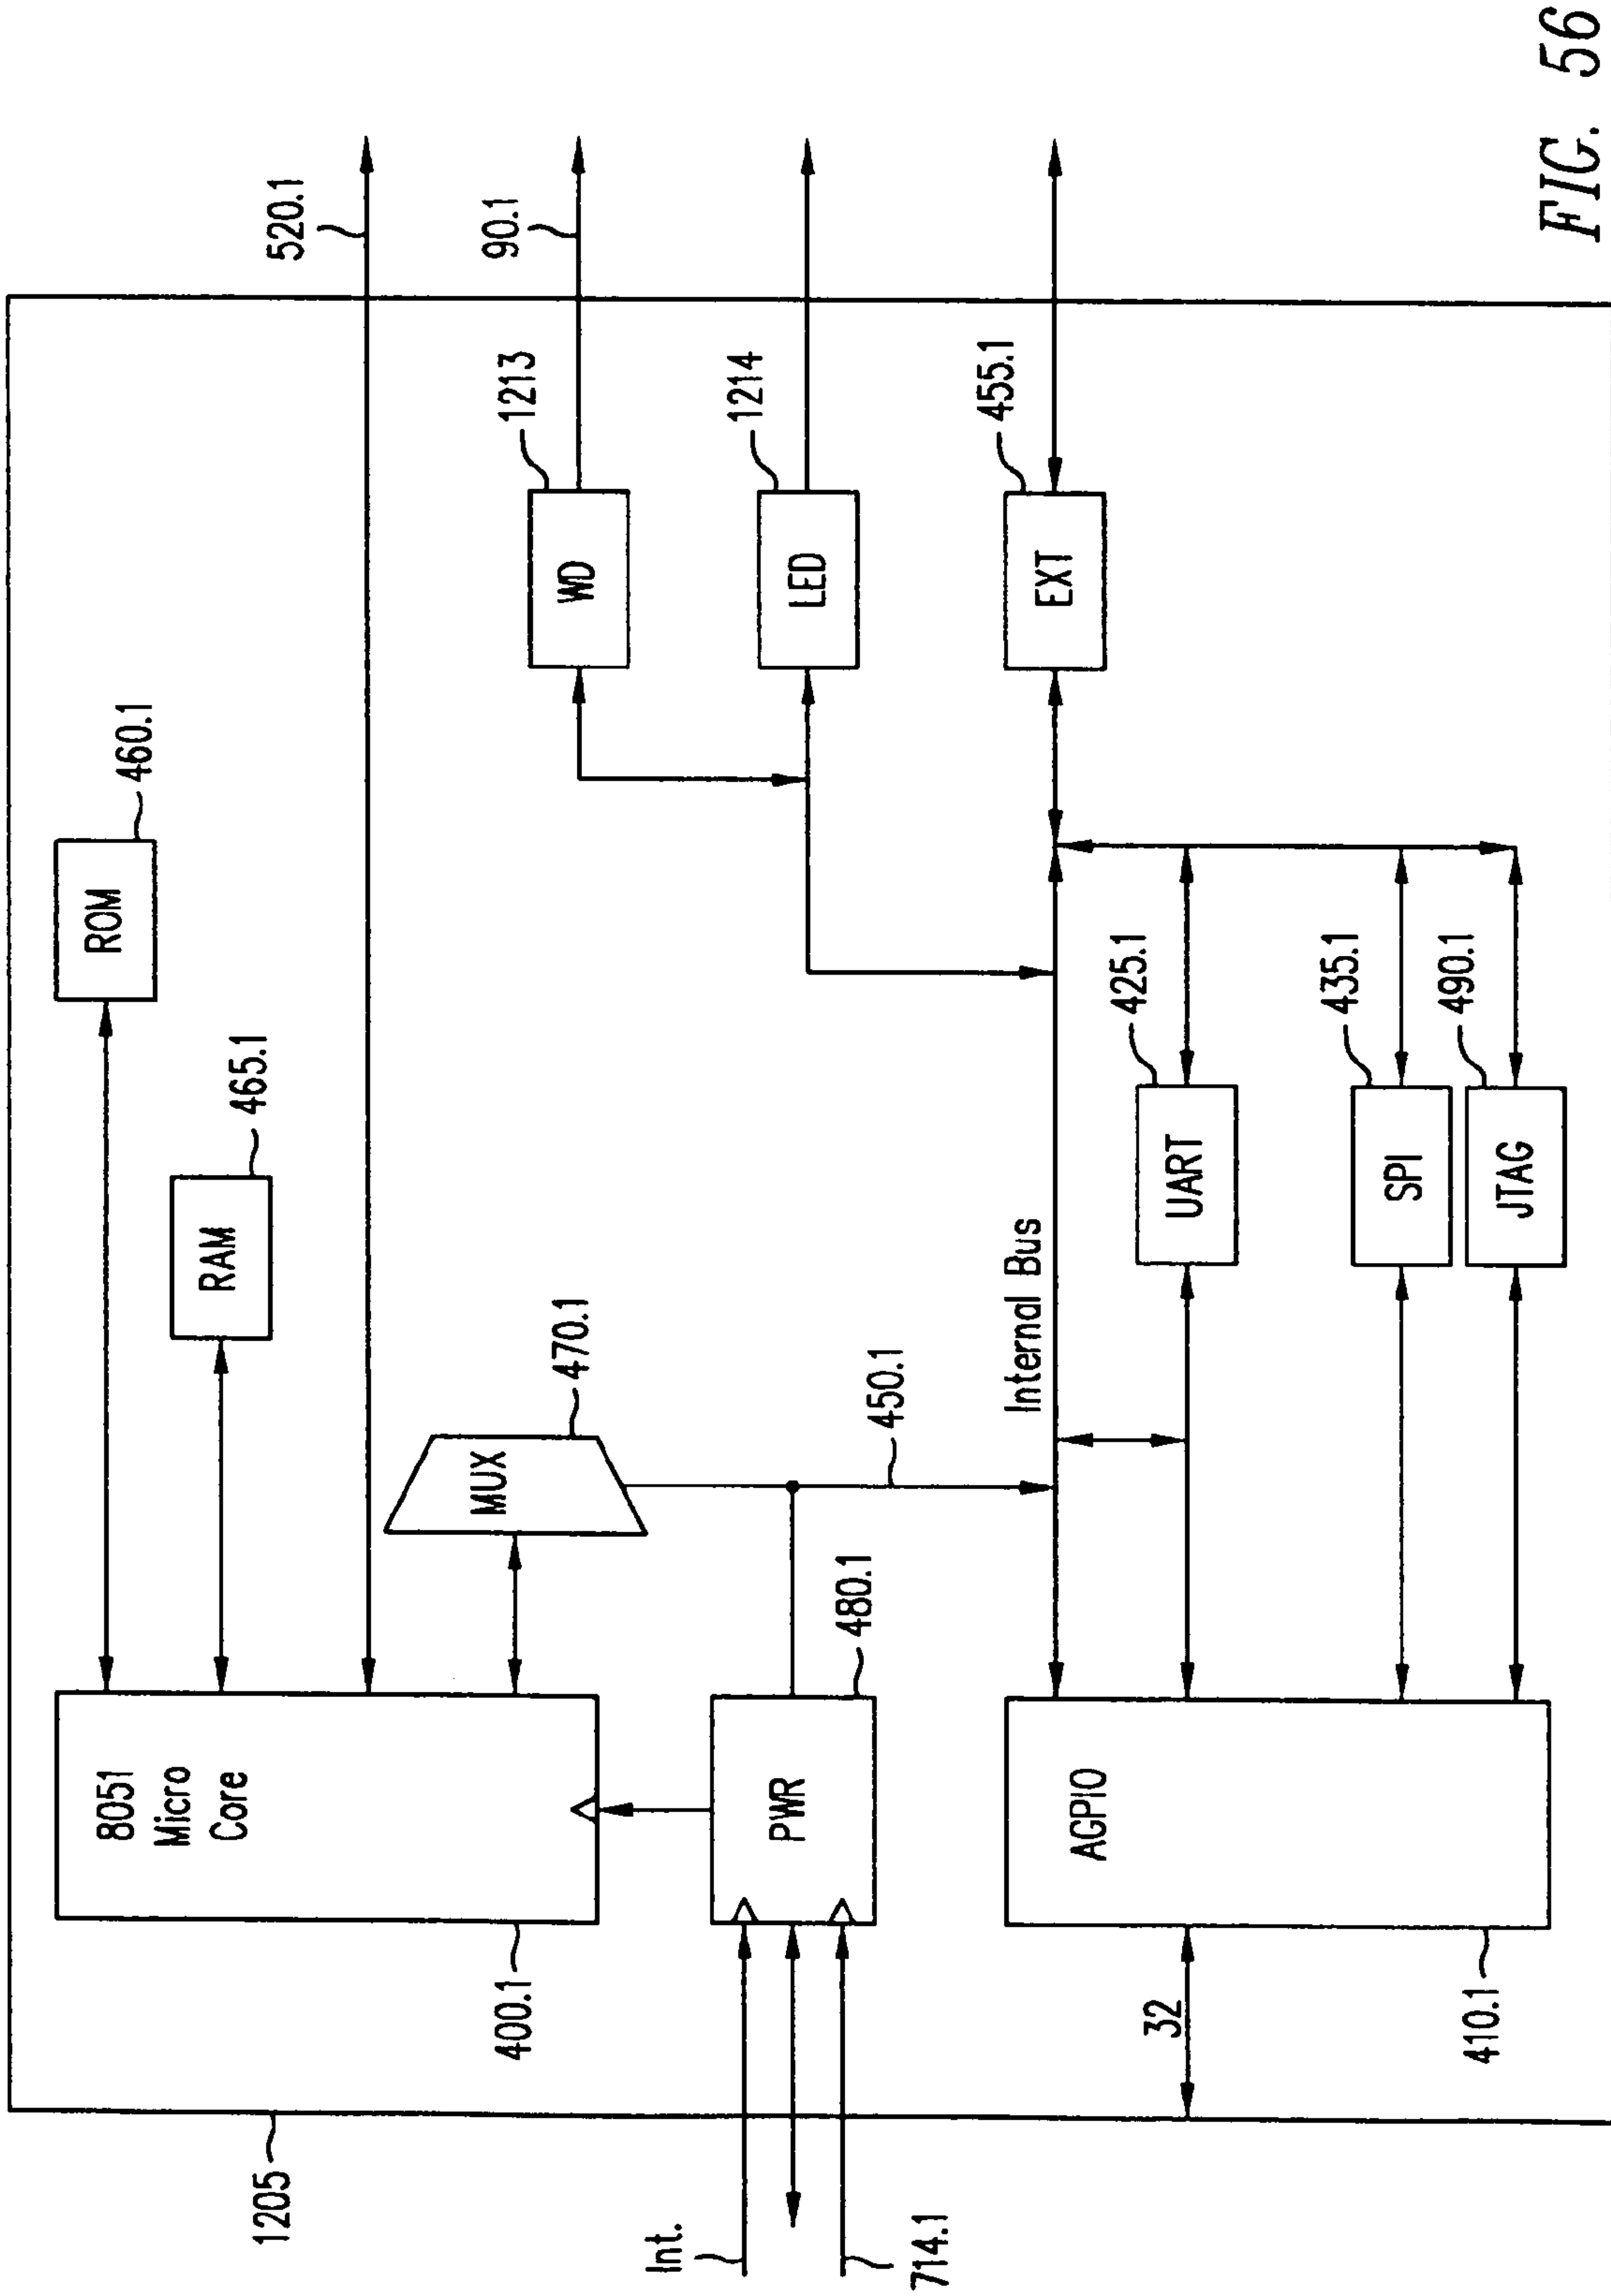 1205
520.1
90.1
8051
Micro
Core
400.1
ROM
460.1
RAM
465.1
MUX
470.1
WD
1213
LED
1214
EXT
455.1
Int.
714.1
PWR
480.1
450.1
Internal Bus
AGPIO
410.1
32
UART
425.1
SPI
435.1
JTAG
490.1
FIG. 56